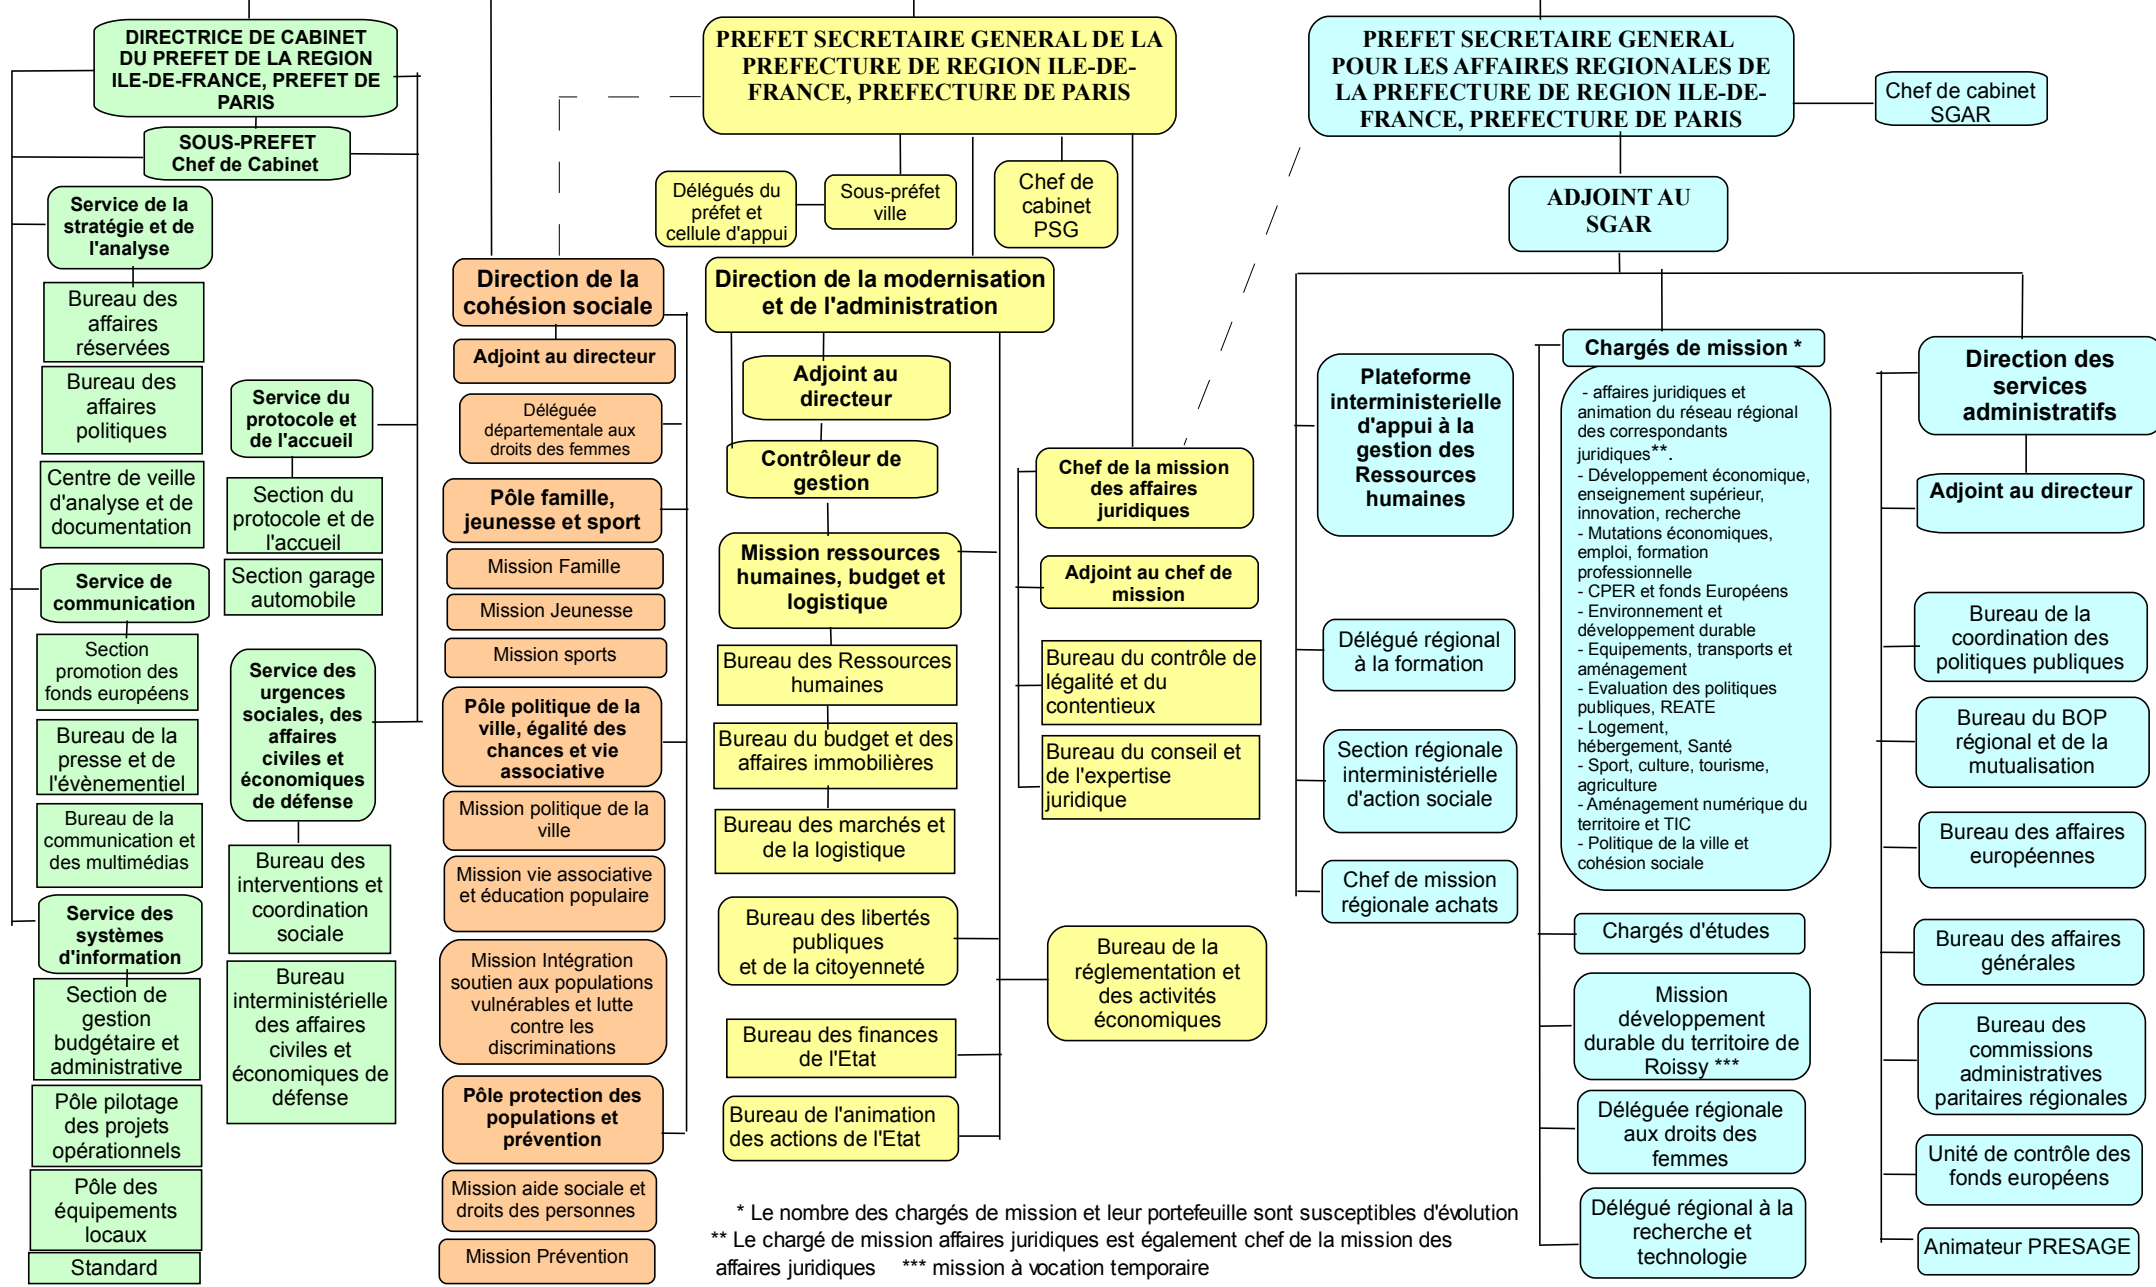 DIRECTRICE DE CABINET
DU PREFET DE LA REGION
ILE-DE-FRANCE, PREFET DE
PARIS
SOUS-PREFET
Chef de Cabinet
Service de la
stratégie et de
l'analyse
Bureau des
affaires
réservées
Bureau des
affaires
politiques
Centre de veille
d'analyse et de
documentation
Service de
communication
Section
promotion des
fonds européens
Bureau de la
presse et de
l'évènementiel
Bureau de la
communication et
des multimédias
Service des
systèmes
d'information
Section de
gestion
budgétaire et
administrative
Pôle pilotage
des projets
opérationnels
Pôle des
équipements
locaux
Standard
Service du
protocole et
de l'accueil
Section du
protocole et de
l'accueil
Section garage
automobile
Service des
urgences
sociales, des
affaires
civiles et
économiques
de défense
Bureau des
interventions et
coordination
sociale
Bureau
interministérielle
des affaires
civiles et
économiques de
défense
Direction de la
cohésion sociale
Adjoint au directeur
Déléguée
départementale aux
droits des femmes
Pôle famille,
jeunesse et sport
Mission Famille
Mission Jeunesse
Mission sports
Pôle politique de la
ville, égalité des
chances et vie
associative
Mission politique de la
ville
Mission vie associative
et éducation populaire
Mission Intégration
soutien aux populations
vulnérables et lutte
contre les
discriminations
Pôle protection des
populations et
prévention
Mission aide sociale et
droits des personnes
Mission Prévention
PREFET SECRETAIRE GENERAL DE LA
PREFECTURE DE REGION ILE-DE-
FRANCE, PREFECTURE DE PARIS
Délégués du
préfet et
cellule d'appui
Sous-préfet
ville
Chef de
cabinet
PSG
Direction de la modernisation
et de l'administration
Adjoint au
directeur
Contrôleur de
gestion
Mission ressources
humaines, budget et
logistique
Bureau des Ressources
humaines
Bureau du budget et des
affaires immobilières
Bureau des marchés et
de la logistique
Bureau des libertés
publiques
et de la citoyenneté
Bureau des finances
de l'Etat
Bureau de l'animation
des actions de l'Etat
Chef de la mission
des affaires
juridiques
Adjoint au chef de
mission
Bureau du contrôle de
légalité et du
contentieux
Bureau du conseil et
de l'expertise
juridique
Bureau de la
réglementation et
des activités
économiques
PREFET SECRETAIRE GENERAL
POUR LES AFFAIRES REGIONALES DE
LA PREFECTURE DE REGION ILE-DE-
FRANCE, PREFECTURE DE PARIS
Chef de cabinet
SGAR
ADJOINT AU
SGAR
Plateforme
interministerielle
d'appui à la
gestion des
Ressources
humaines
Délégué régional
à la formation
Section régionale
interministérielle
d'action sociale
Chef de mission
régionale achats
Chargés de mission *
- affaires juridiques et
animation du réseau régional
des correspondants
juridiques**.
- Développement économique,
enseignement supérieur,
innovation, recherche
- Mutations économiques,
emploi, formation
professionnelle
- CPER et fonds Européens
- Environnement et
développement durable
- Equipements, transports et
aménagement
- Evaluation des politiques
publiques, REATE
- Logement,
hébergement, Santé
- Sport, culture, tourisme,
agriculture
- Aménagement numérique du
territoire et TIC
- Politique de la ville et
cohésion sociale
Chargés d'études
Mission
développement
durable du territoire de
Roissy ***
Déléguée régionale
aux droits des
femmes
Délégué régional à la
recherche et
technologie
Direction des
services
administratifs
Adjoint au directeur
Bureau de la
coordination des
politiques publiques
Bureau du BOP
régional et de la
mutualisation
Bureau des affaires
européennes
Bureau des affaires
générales
Bureau des
commissions
administratives
paritaires régionales
Unité de contrôle des
fonds européens
Animateur PRESAGE
* Le nombre des chargés de mission et leur portefeuille sont susceptibles d'évolution
** Le chargé de mission affaires juridiques est également chef de la mission des
affaires juridiques *** mission à vocation temporaire